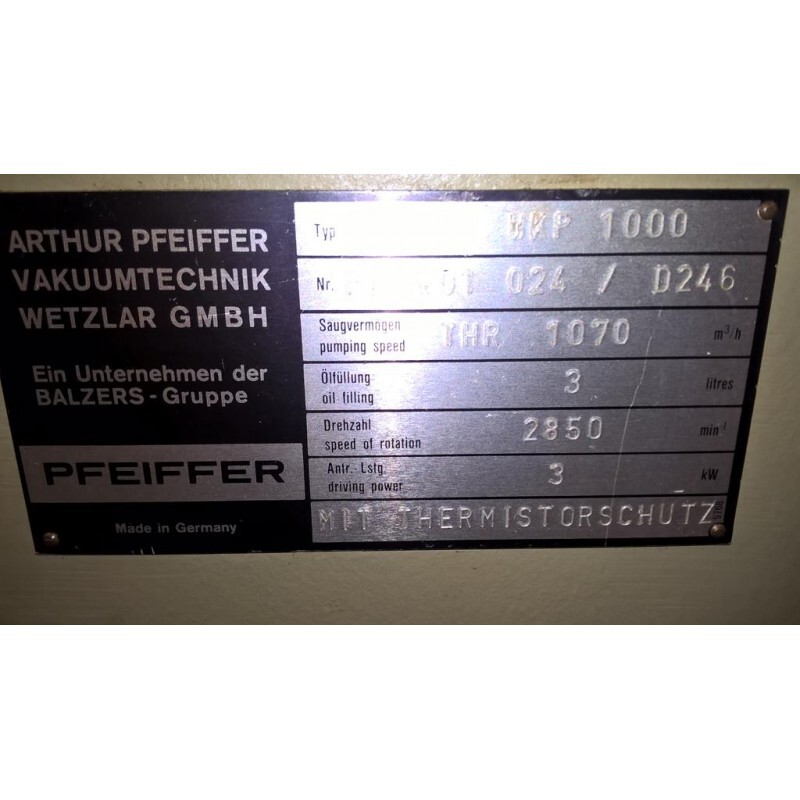 ARTHUR PFEIFFER
VAKUUMTECHNIK
WETZLAR GMBH
Ein Unternehmen der
BALZERS-Gruppe
PFEIFFER
Made in Germany
Typ WKP 1000
Nr. 024 / D246
Saugvermögen
pumping speed THR 1070 m³/h
Ölfüllung
oil filling 3 litres
Drehzahl
speed of rotation 2850 min⁻¹
Antr.-Lstg.
driving power 3 kW
MIT THERMISTORSCHUTZ